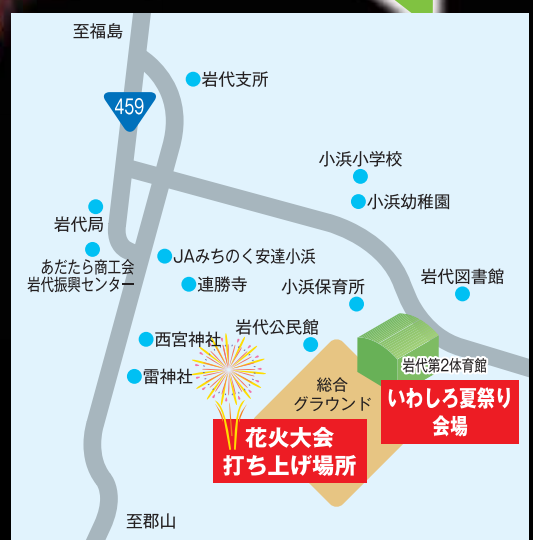 至福島
岩代支所
459
小浜小学校
小浜幼稚園
岩代局
あだたら商工会
岩代振興センター
JAみちのく安達小浜
連勝寺
小浜保育所
岩代図書館
岩代公民館
西宮神社
雷神社
岩代第2体育館
総合
グラウンド
いわしろ夏祭り
会場
花火大会
打ち上げ場所
至郡山